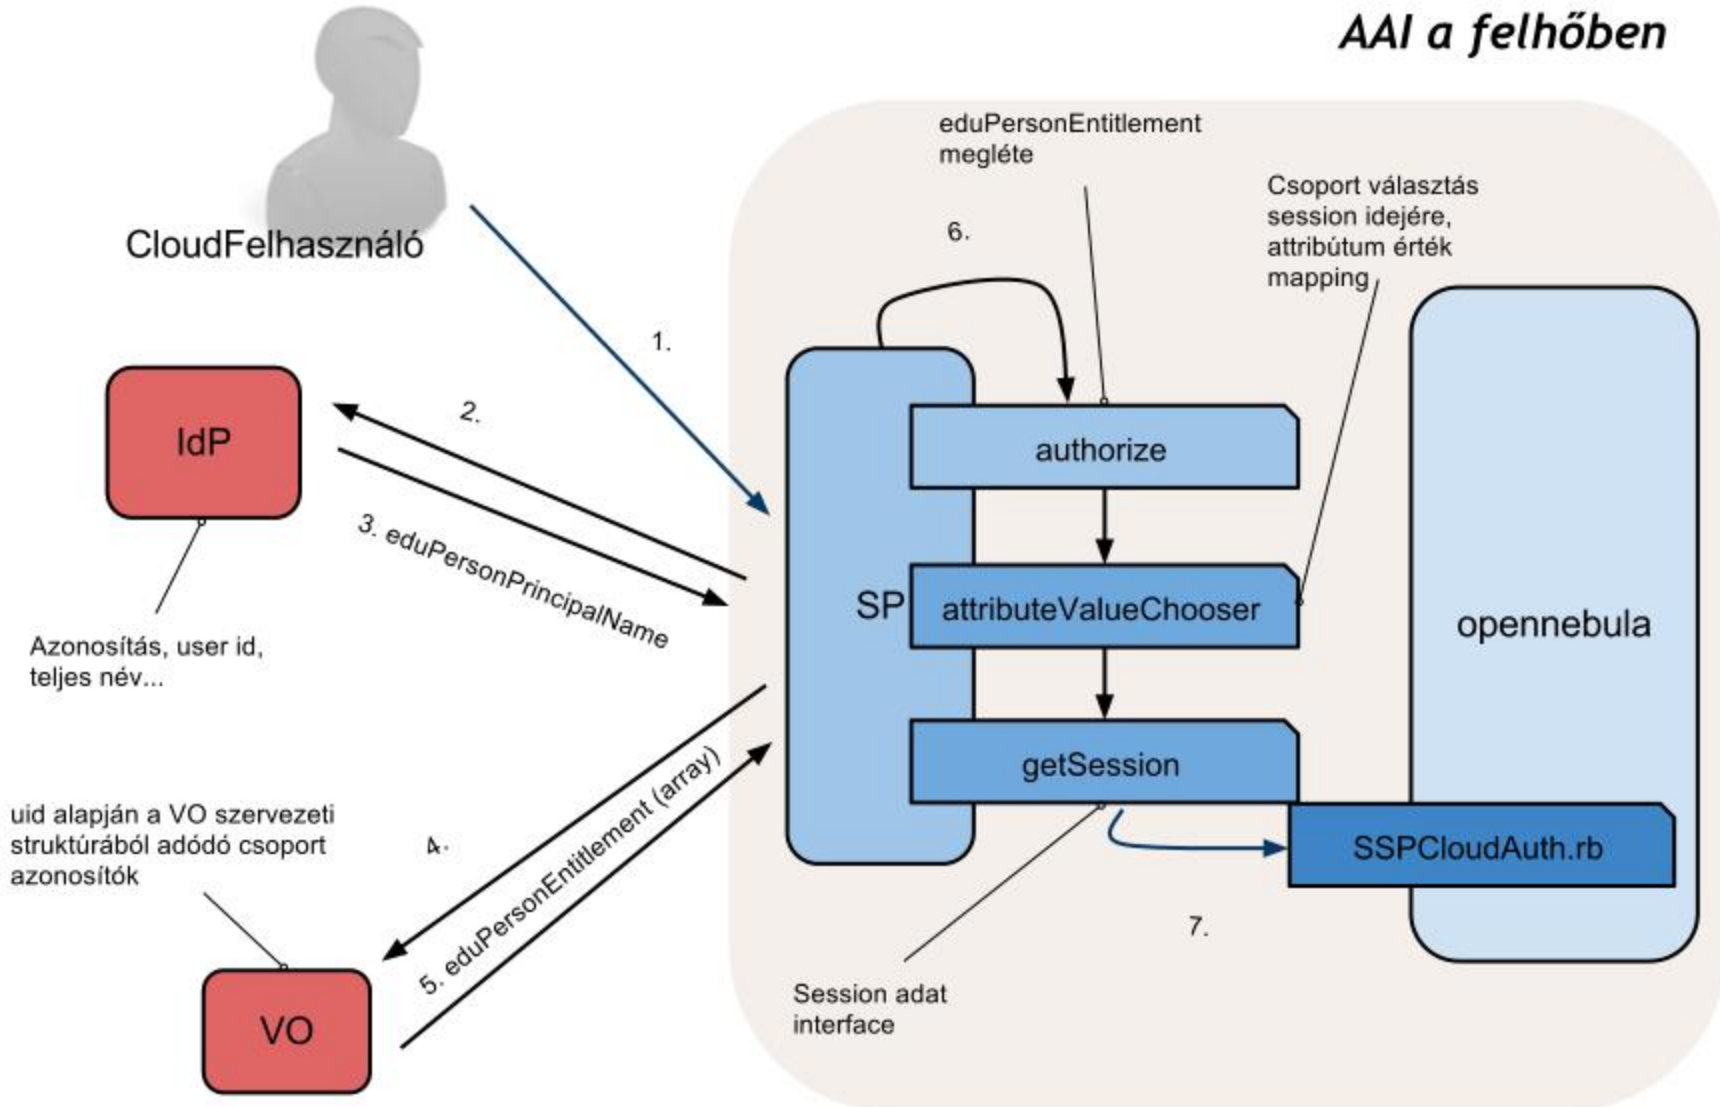 AAI a felhőben
CloudFelhasználó
eduPersonEntitlement
megléte
Csoport választás
session idejére,
attribútum érték
mapping
6.
1.
IdP
2.
3. eduPersonPrincipalName
authorize
SP
attributeValueChooser
opennebula
Azonosítás, user id,
teljes név...
getSession
uid alapján a VO szervezeti
struktúrából adódó csoport
azonosítók
4.
5. eduPersonEntitlement (array)
SSPCloudAuth.rb
7.
Session adat
interface
VO